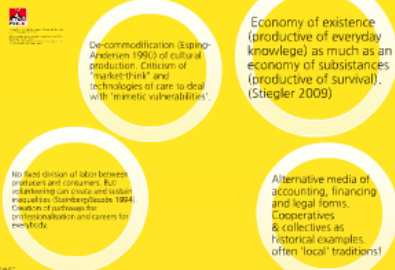 De-commodification (Esping-
Andersen 1990) of cultural
production. Criticism of
"market-think" and
technologies of care to deal
with 'mimetic vulnerabilities'.
Economy of existence
(productive of everyday
knowlege) as much as an
economy of subsistances
(productive of survival).
(Stiegler 2009)
No fixed division of labor between
producers and consumers. But:
volunteering can create and sustain
inequalities (Steinberg/Jacobs 1994).
Creation of pathways for
professionalisation and careers for
everybody.
Alternative media of
accounting, financing
and legal forms.
Cooperatives
& collectives as
historical examples.
often 'local' traditions!